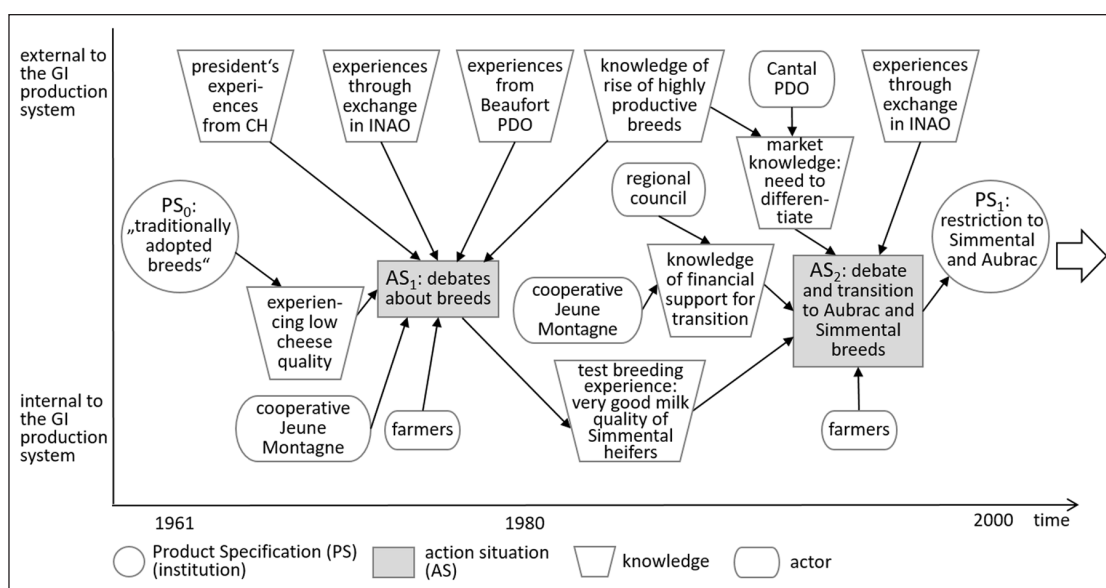 external to
the GI
production
system
president‘s
experi-
ences
from CH
experiences
through
exchange
in INAO
experiences
from
Beaufort
PDO
knowledge of
rise of highly
productive
breeds
Cantal
PDO
experiences
through
exchange
in INAO
market
knowledge:
need to
differen-
tiate
regional
council
PS0:
„traditionally
adopted
breeds“
PS1:
restriction to
Simmental
and Aubrac
AS1: debates
about breeds
knowledge
of financial
support for
transition
AS2: debate
and transition
to Aubrac and
Simmental
breeds
experien-
cing low
cheese
quality
cooperative
Jeune
Montagne
test breeding
experience:
very good milk
quality of
Simmental
heifers
internal to
the GI
production
system
cooperative
Jeune
Montagne
farmers
farmers
1961
1980
2000
time
Product Specification (PS)
(institution)
action situation
(AS)
knowledge
actor